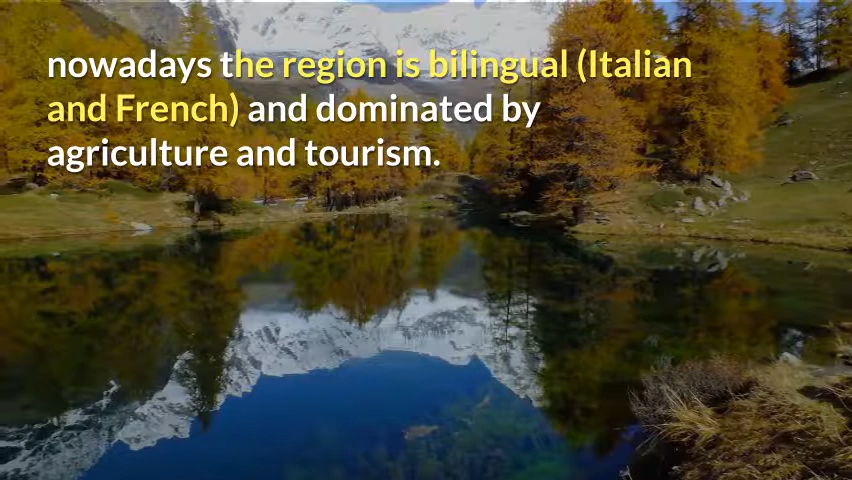 nowadays the region is bilingual (Italian
and French) and dominated by
agriculture and tourism.